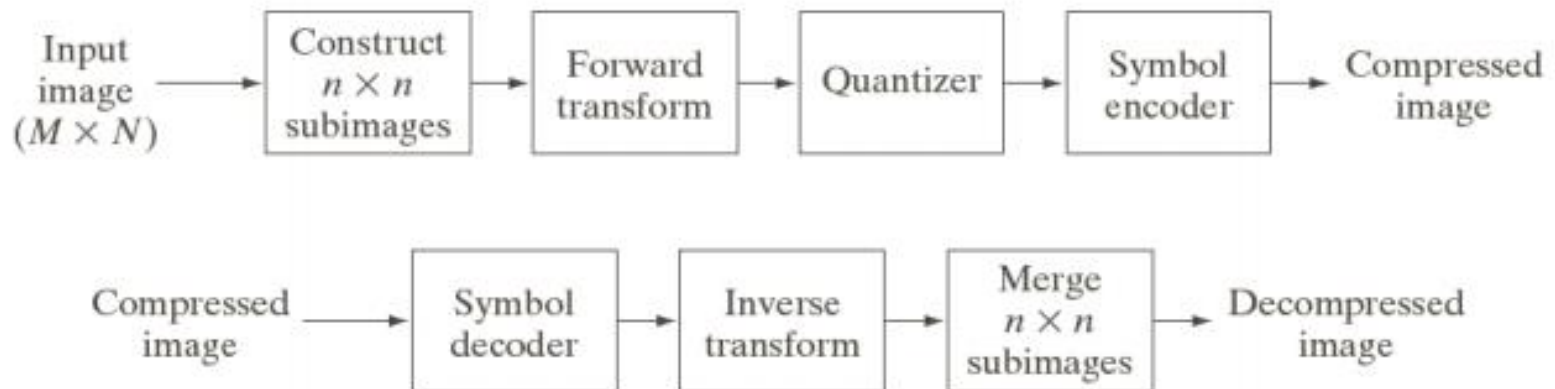 Input
image
(M × N)
Construct
n × n
subimages
Forward
transform
Quantizer
Symbol
encoder
Compressed
image
Compressed
image
Symbol
decoder
Inverse
transform
Merge
n × n
subimages
Decompressed
image